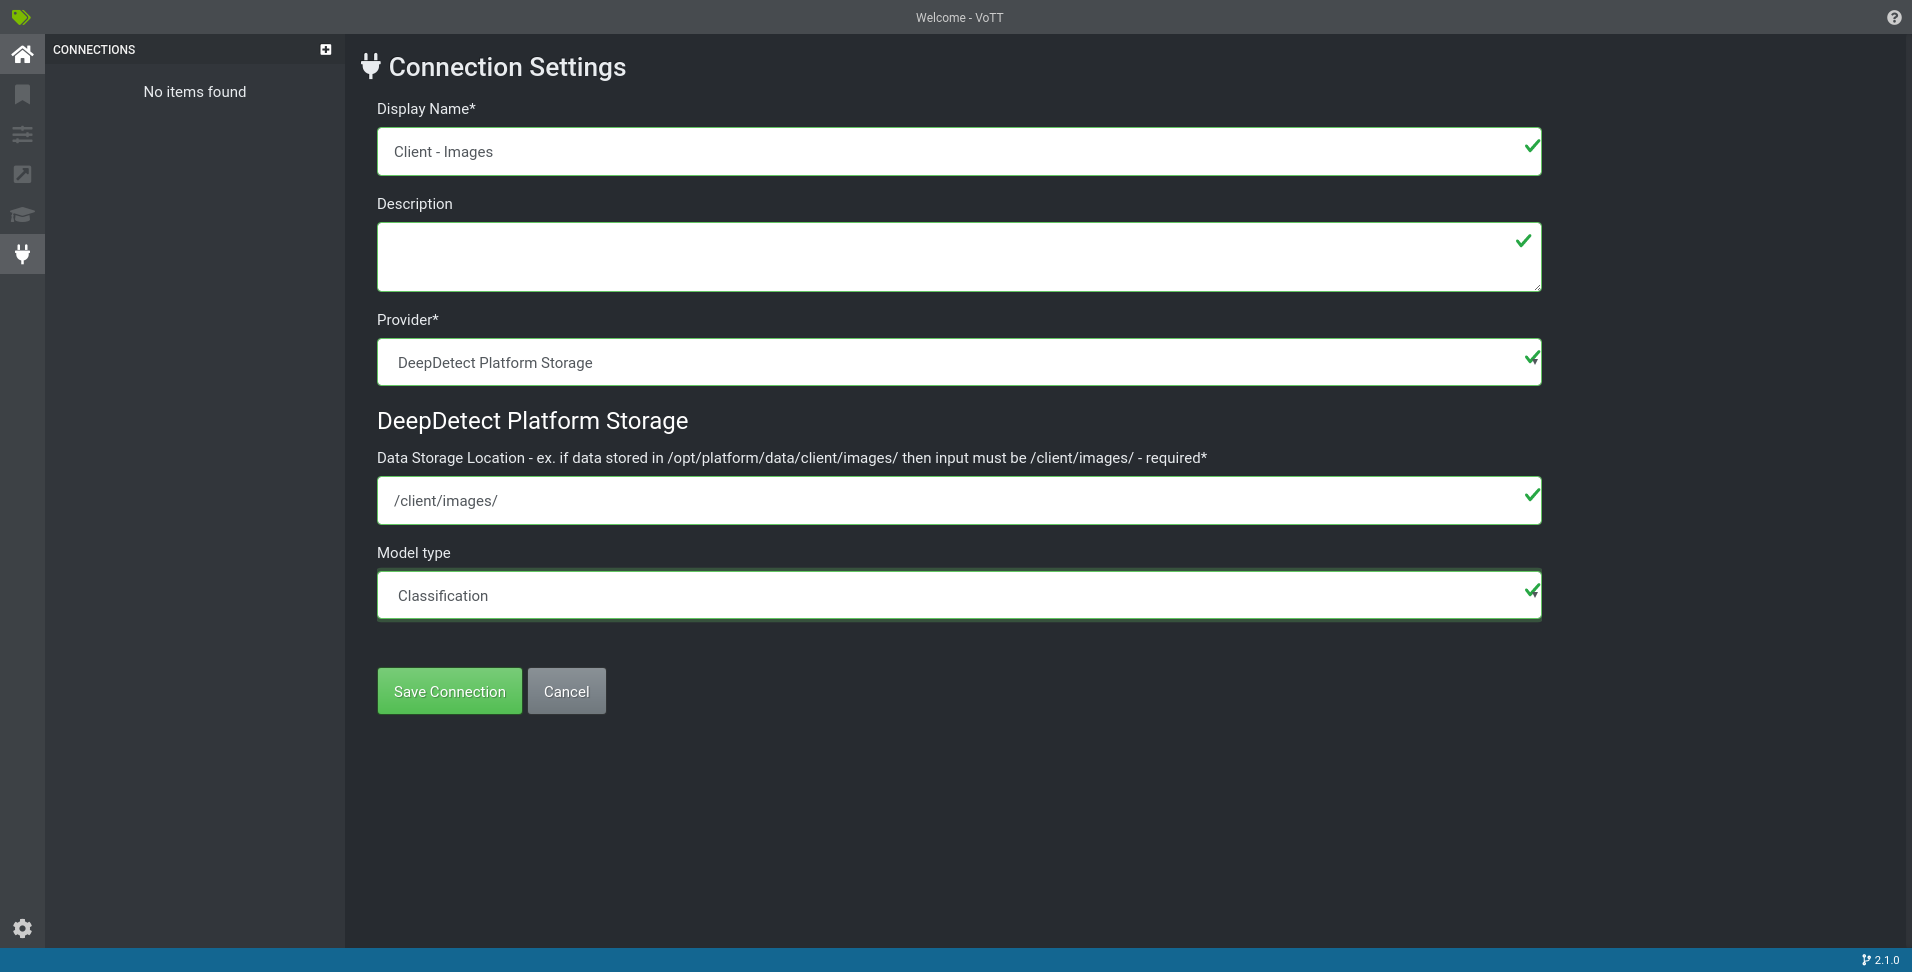 Welcome - VoTT
CONNECTIONS
No items found
Connection Settings
Display Name*
Client - Images
Description
Provider*
DeepDetect Platform Storage
DeepDetect Platform Storage
Data Storage Location - ex. if data stored in /opt/platform/data/client/images/ then input must be /client/images/ - required*
/client/images/
Model type
Classification
Save Connection
Cancel
2.1.0